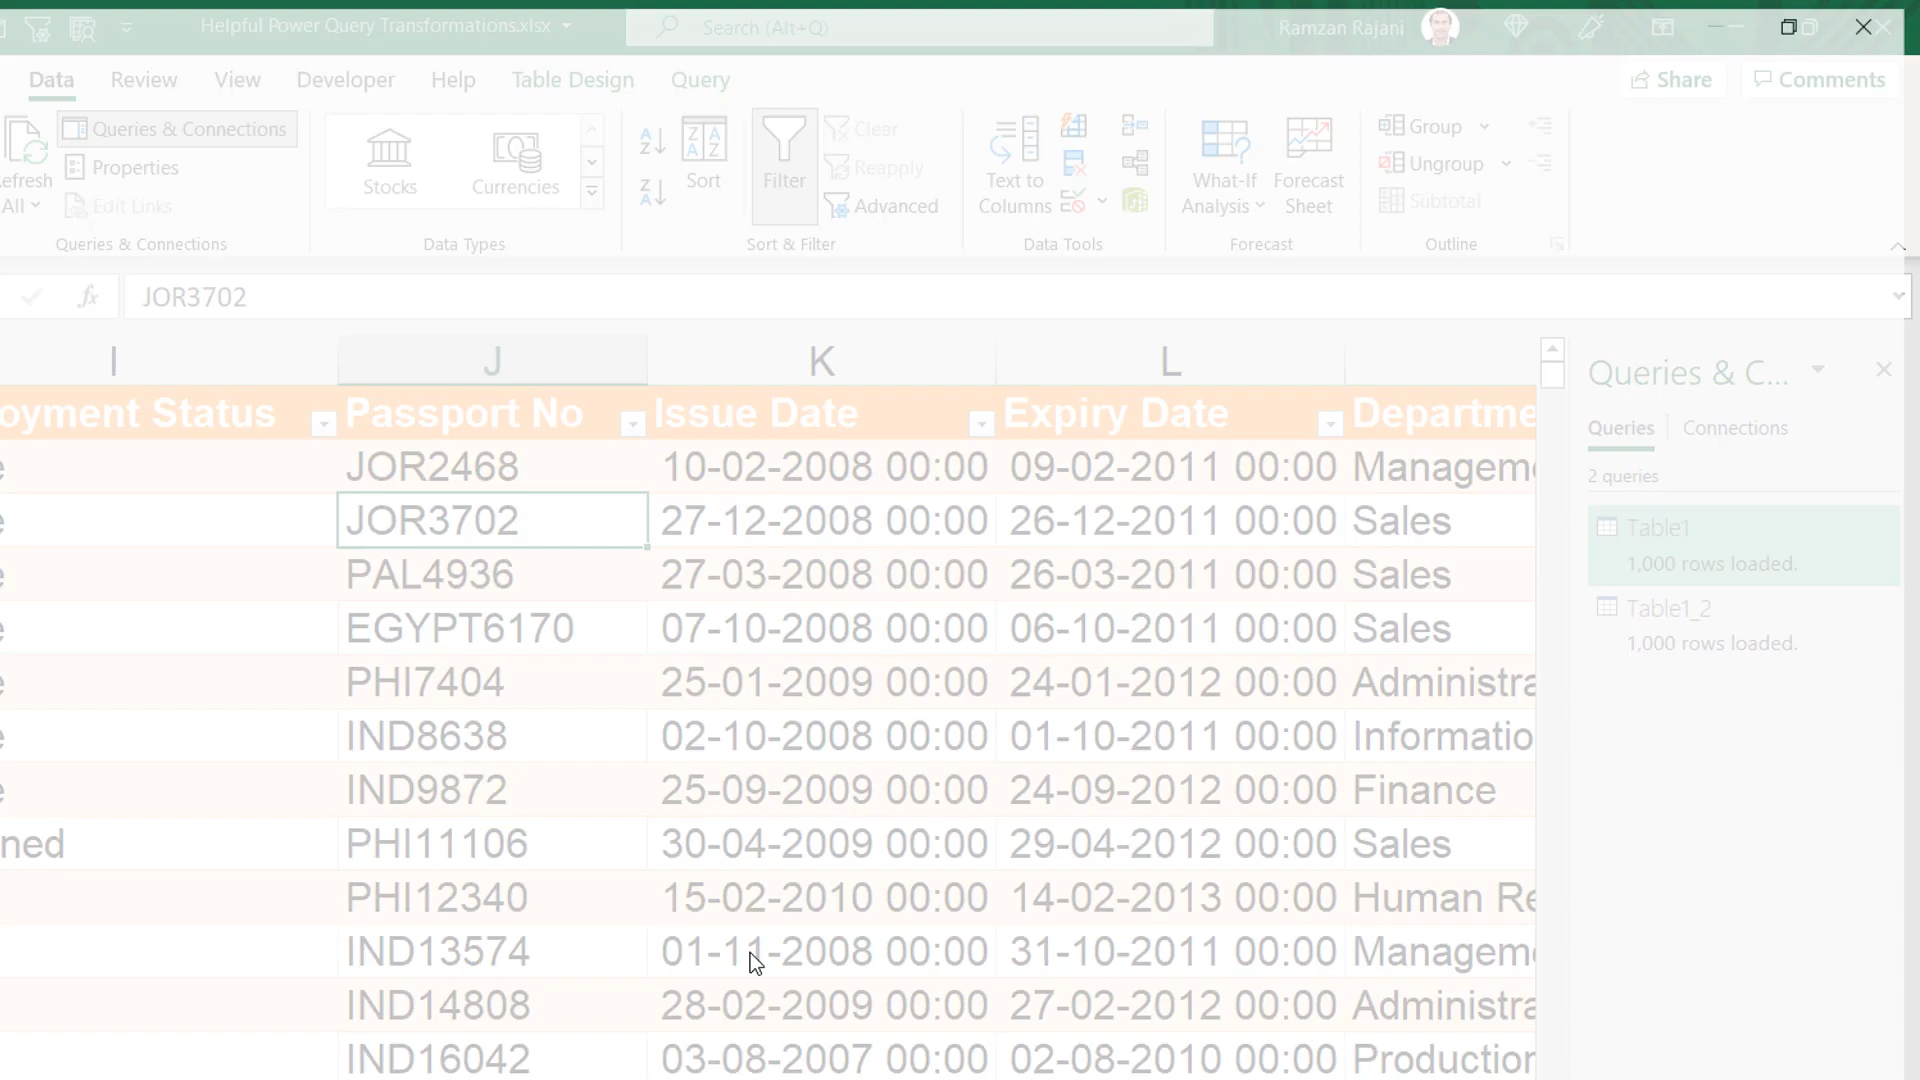 Helpful Power Query Transformations.xlsx
Search (Alt+Q)
Ramzan Rajani
Data Review View Developer Help Table Design Query
Share Comments
Refresh All
Queries & Connections
Properties
Edit Links
Queries & Connections
Stocks Currencies
Data Types
Sort
Filter
Clear
Reapply
Advanced
Sort & Filter
Text to Columns
Data Tools
What-If Analysis
Forecast Sheet
Forecast
Group
Ungroup
Subtotal
Outline
fx JOR3702
I J K L
oyment Status Passport No Issue Date Expiry Date Departme
e JOR2468 10-02-2008 00:00 09-02-2011 00:00 Manageme
e JOR3702 27-12-2008 00:00 26-12-2011 00:00 Sales
e PAL4936 27-03-2008 00:00 26-03-2011 00:00 Sales
e EGYPT6170 07-10-2008 00:00 06-10-2011 00:00 Sales
e PHI7404 25-01-2009 00:00 24-01-2012 00:00 Administra
e IND8638 02-10-2008 00:00 01-10-2011 00:00 Informatio
e IND9872 25-09-2009 00:00 24-09-2012 00:00 Finance
ned PHI11106 30-04-2009 00:00 29-04-2012 00:00 Sales
PHI12340 15-02-2010 00:00 14-02-2013 00:00 Human Re
IND13574 01-11-2008 00:00 31-10-2011 00:00 Manageme
IND14808 28-02-2009 00:00 27-02-2012 00:00 Administra
IND16042 03-08-2007 00:00 02-08-2010 00:00 Production
Queries & C...
Queries Connections
2 queries
Table1
1,000 rows loaded.
Table1_2
1,000 rows loaded.